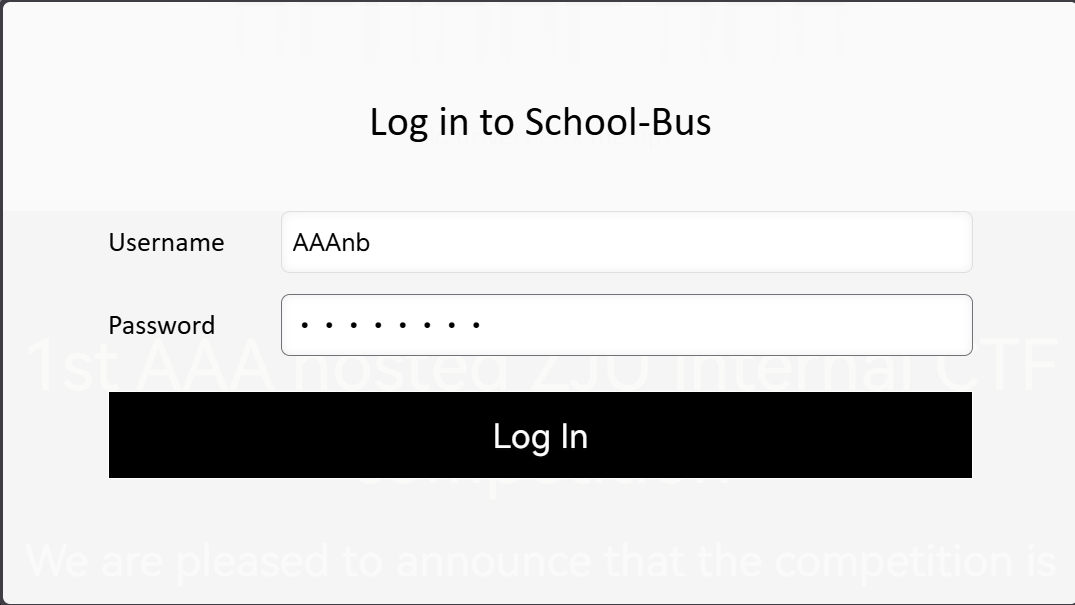 Log in to School-Bus
Username AAAnb
Password ••••••••
1st AAA hosted ZJU internal CTF
competition
Log In
We are pleased to announce that the competition is